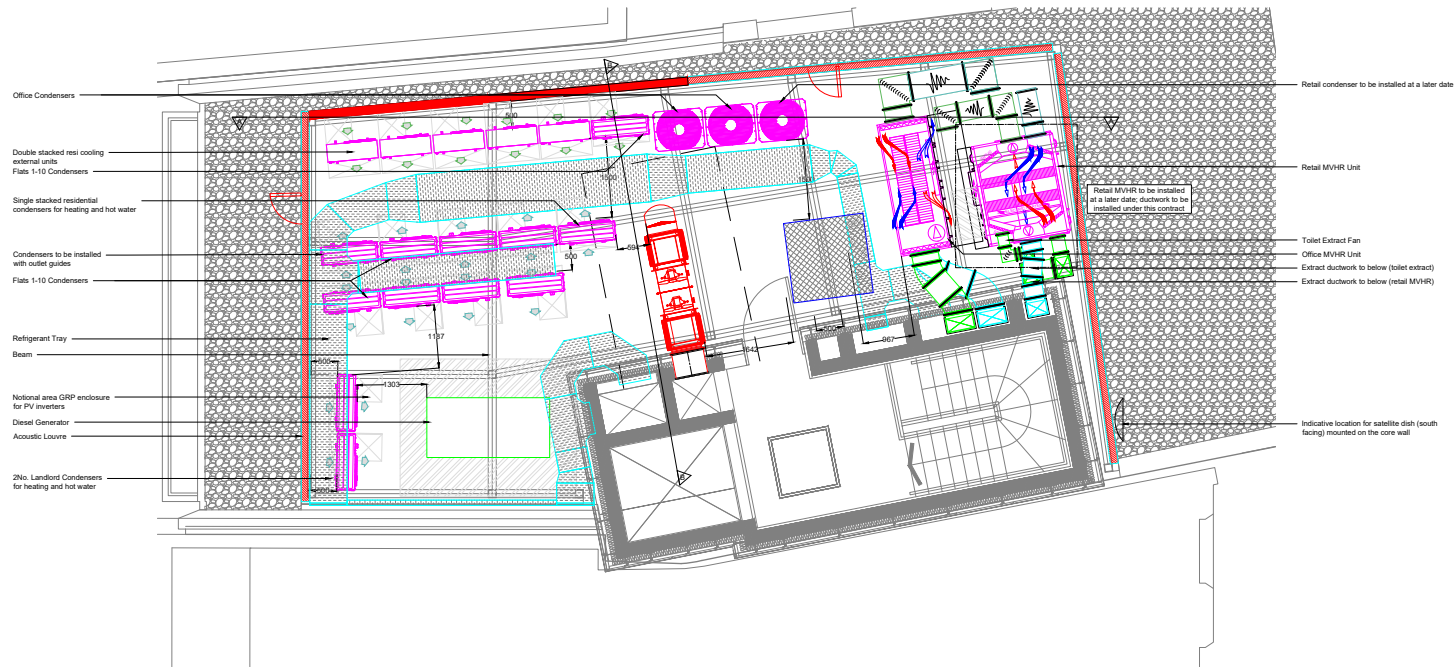 Office Condensers
Double stacked resi cooling
external units
Flats 1-10 Condensers
Single stacked residential
condensers for heating and hot water
Condensers to be installed
with outlet guides
Flats 1-10 Condensers
Refrigerant Tray
Beam
Notional area GRP enclosure
for PV inverters
Diesel Generator
Acoustic Louvre
2No. Landlord Condensers
for heating and hot water
500
1500
594
500
1187
500
1303
500
967
Retail MVHR to be installed
at a later date; ductwork to be
installed under this contract
Retail condenser to be installed at a later date
Retail MVHR Unit
Toilet Extract Fan
Office MVHR Unit
Extract ductwork to below (toilet extract)
Extract ductwork to below (retail MVHR)
Indicative location for satellite dish (south
facing) mounted on the core wall